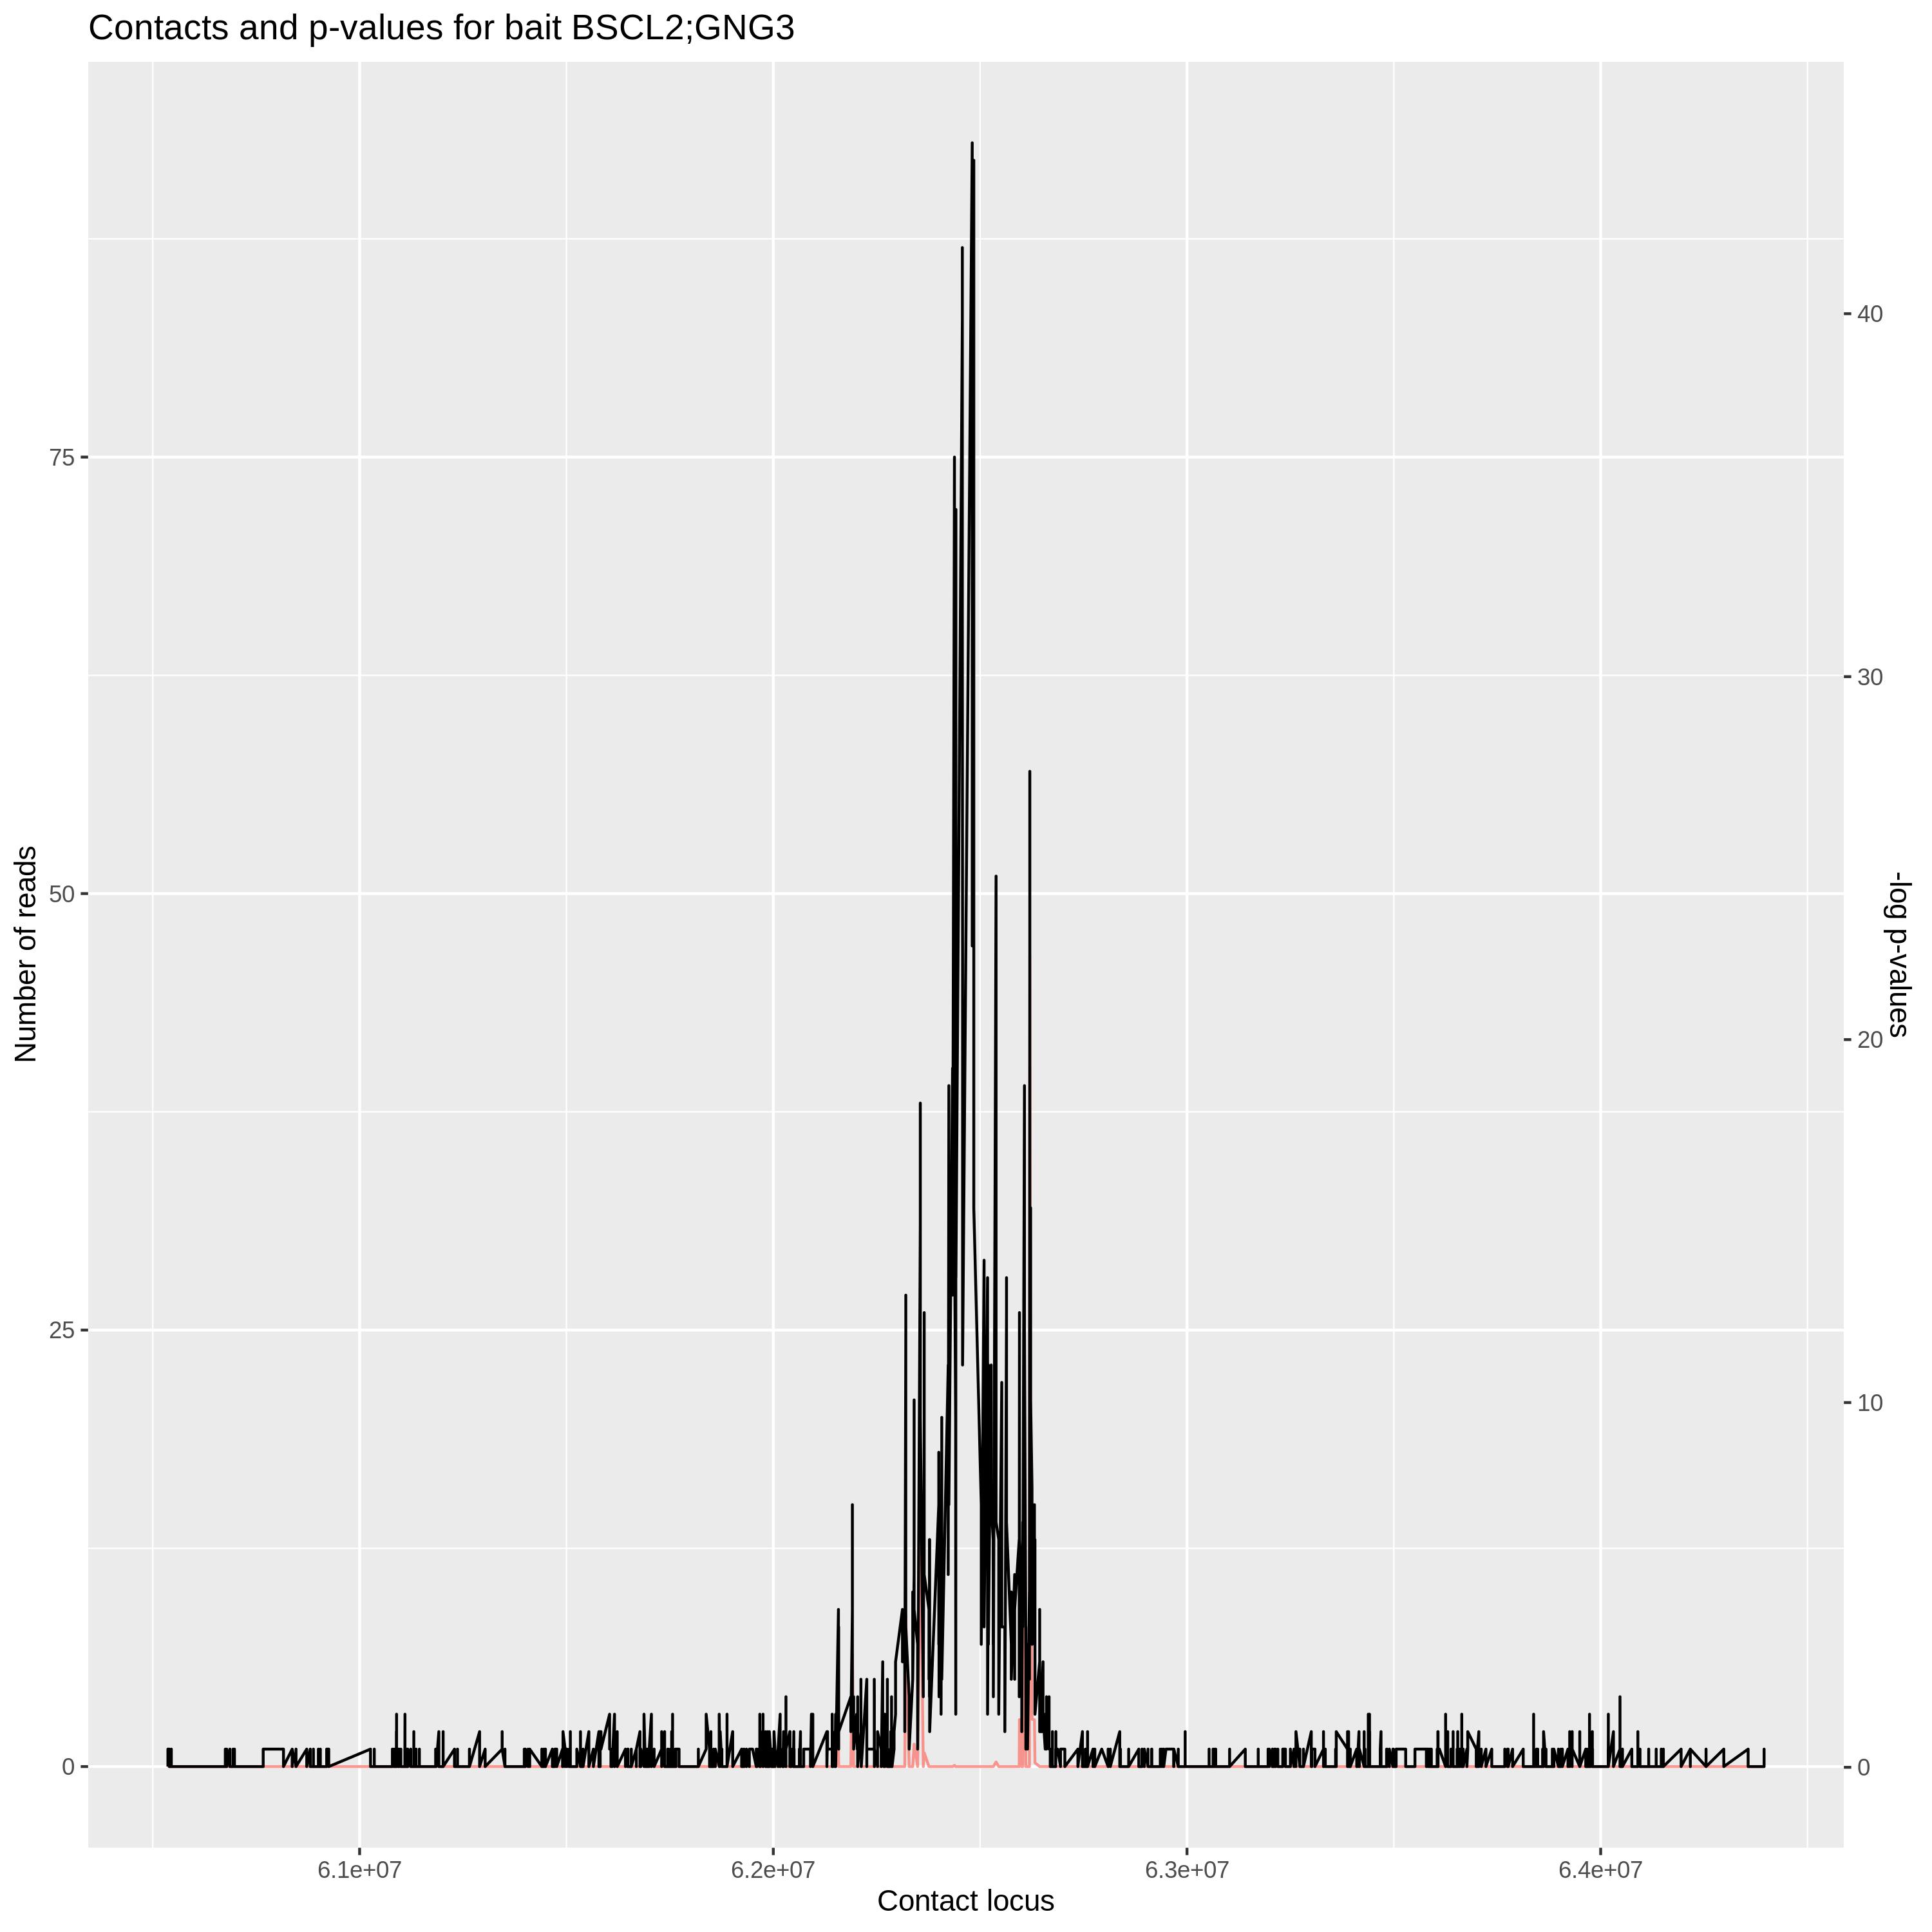 Contacts and p-values for bait BSCL2;GNG3
Number of reads
75
50
25
0
40
30
20
10
0
-log p-values
6.1e+07 6.2e+07 6.3e+07 6.4e+07
Contact locus